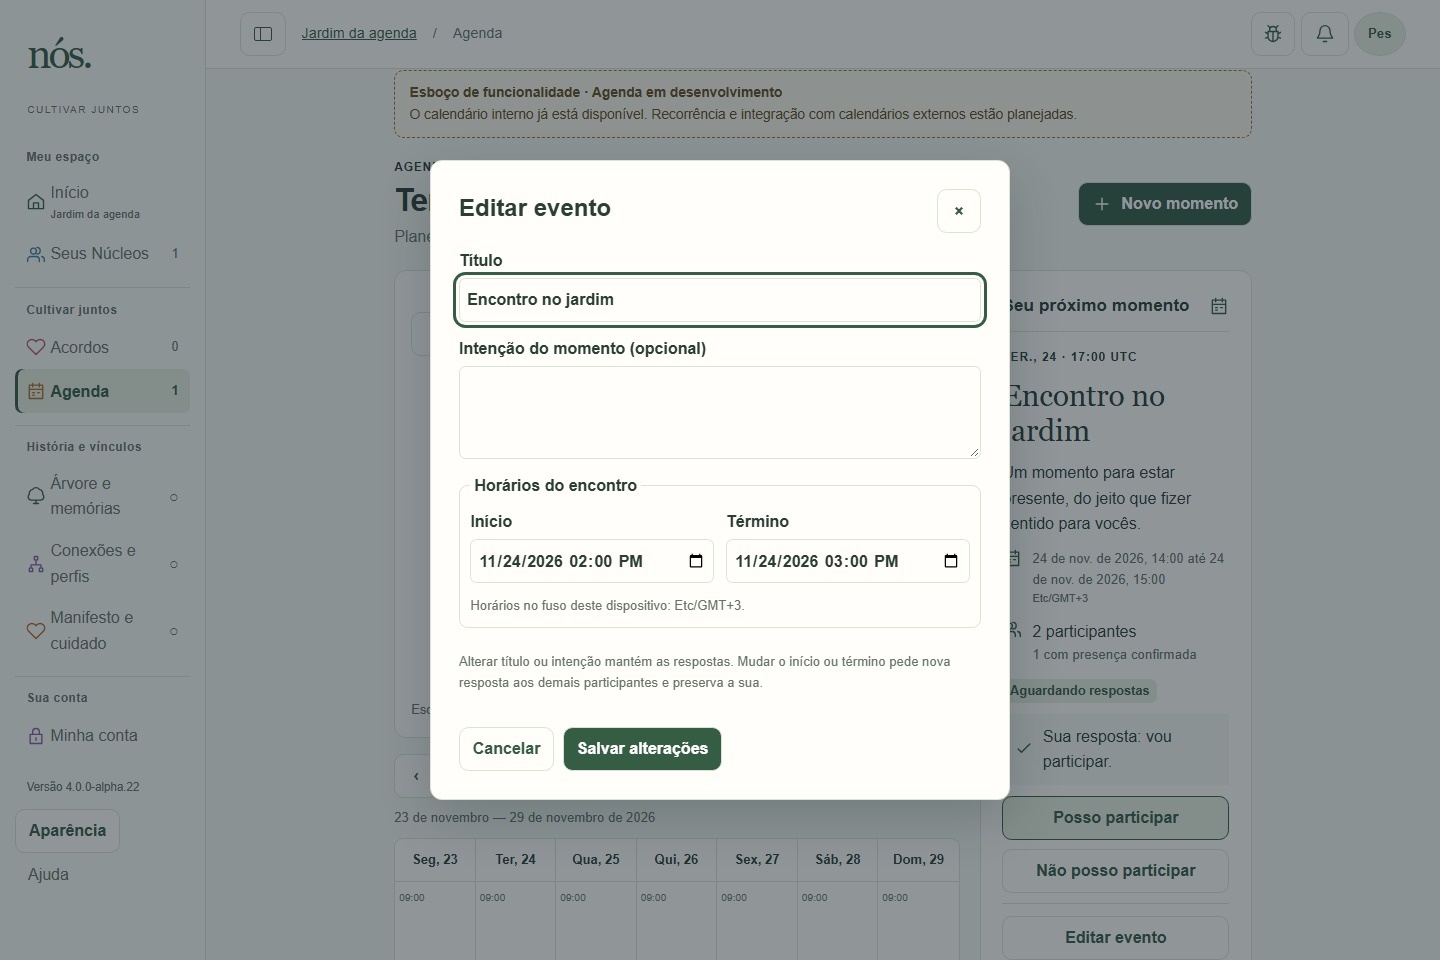 nós.
CULTIVAR JUNTOS
Meu espaço
Início
Jardim da agenda
Seus Núcleos 1
Cultivar juntos
Acordos 0
Agenda 1
História e vínculos
Árvore e
memórias
Conexões e
perfis
Manifesto e
cuidado
Sua conta
Minha conta
Versão 4.0.0-alpha.22
Aparência
Ajuda
Jardim da agenda / Agenda
Pes
Esboço de funcionalidade · Agenda em desenvolvimento
O calendário interno já está disponível. Recorrência e integração com calendários externos estão planejadas.
Novo momento
Editar evento
×
Título
Encontro no jardim
Intenção do momento (opcional)
Horários do encontro
Início Término
11/24/2026 02:00 PM 11/24/2026 03:00 PM
Horários no fuso deste dispositivo: Etc/GMT+3.
Alterar título ou intenção mantém as respostas. Mudar o início ou término pede nova
resposta aos demais participantes e preserva a sua.
Cancelar Salvar alterações
‹
23 de novembro — 29 de novembro de 2026
Seg, 23 Ter, 24 Qua, 25 Qui, 26 Sex, 27 Sáb, 28 Dom, 29
09:00 09:00 09:00 09:00 09:00 09:00 09:00
Seu próximo momento
TER., 24 · 17:00 UTC
Encontro no
jardim
Um momento para estar
presente, do jeito que fizer
sentido para vocês.
24 de nov. de 2026, 14:00 até 24
de nov. de 2026, 15:00
Etc/GMT+3
2 participantes
1 com presença confirmada
Aguardando respostas
Sua resposta: vou
participar.
Posso participar
Não posso participar
Editar evento